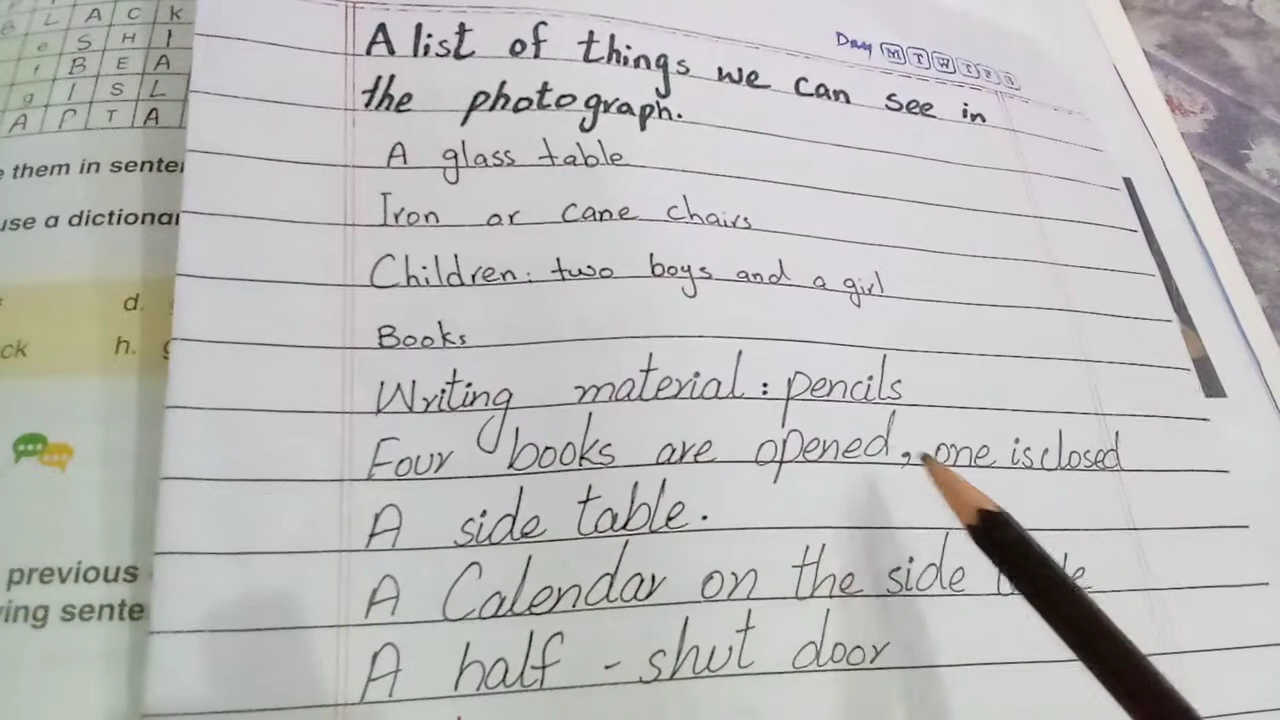 L A C K
e S H I
f B E A
g I S L
A P T A
them in senter
use a dictionar
d.
ck h. g
previous
ing sente
Day M T W T F S
A list of things we can see in
the photograph.
A glass table
Iron or cane chairs
Children: two boys and a girl
Books
Writing material : pencils
Four books are opened, one is closed
A side table.
A Calendar on the side
A half - shut door